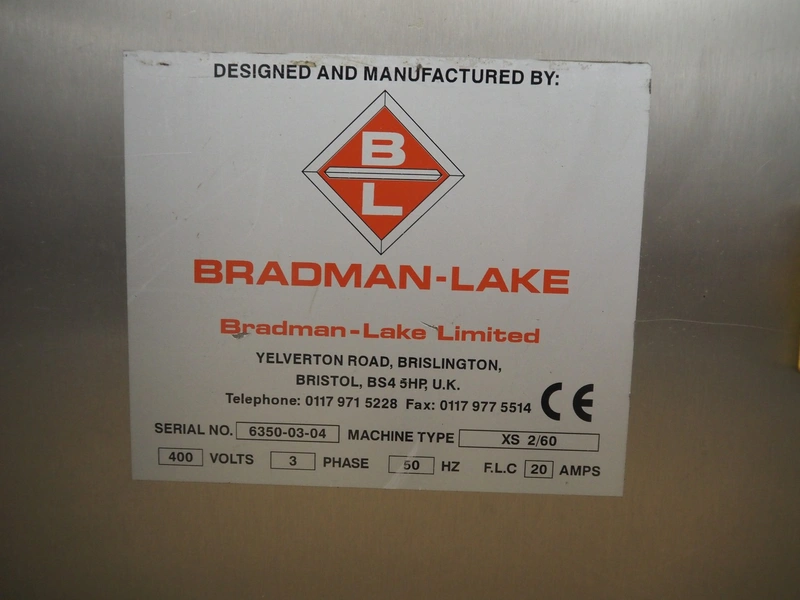 DESIGNED AND MANUFACTURED BY:
B
L
BRADMAN-LAKE
Bradman-Lake Limited
YELVERTON ROAD, BRISLINGTON,
BRISTOL, BS4 5HP, U.K.
Telephone: 0117 971 5228 Fax: 0117 977 5514 CE
SERIAL NO. 6350-03-04 MACHINE TYPE XS 2/60
400 VOLTS 3 PHASE 50 HZ F.L.C 20 AMPS